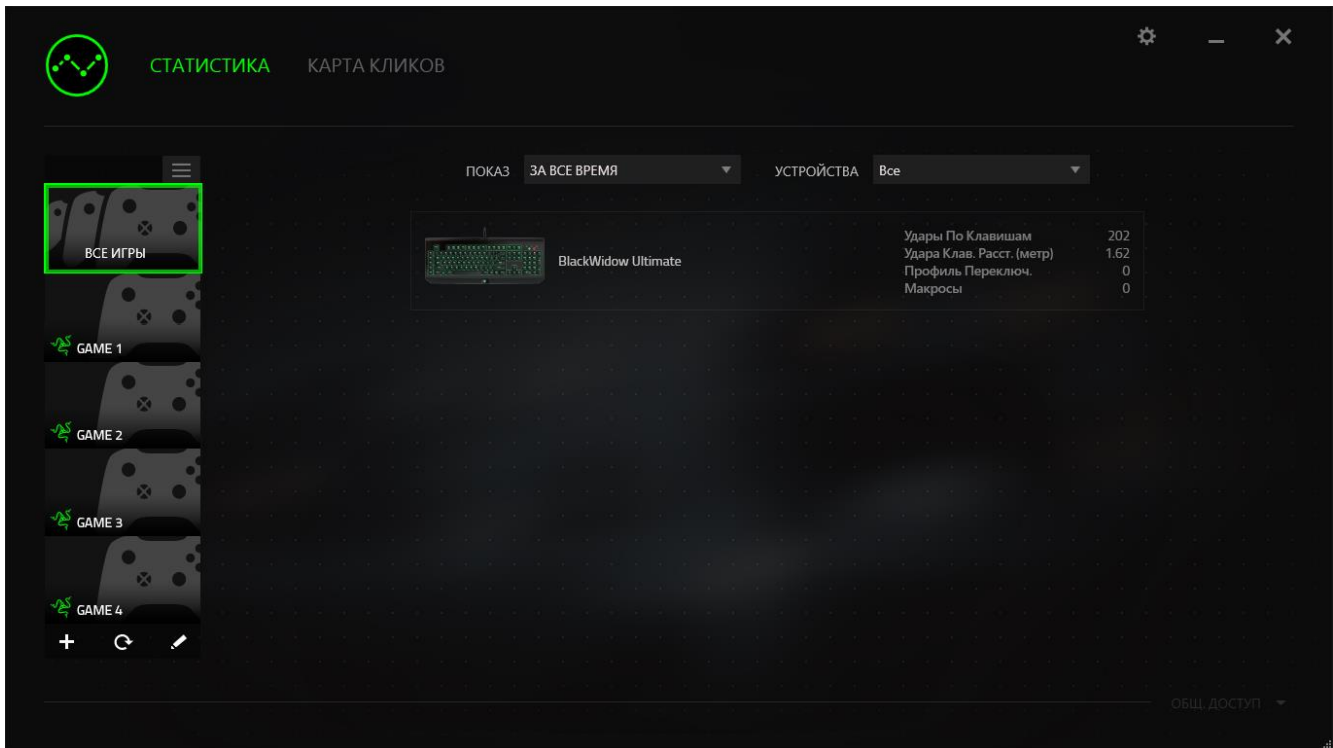 СТАТИСТИКА КАРТА КЛИКОВ
ПОКАЗ ЗА ВСЕ ВРЕМЯ УСТРОЙСТВА Все
ВСЕ ИГРЫ
GAME 1
GAME 2
GAME 3
GAME 4
BlackWidow Ultimate
Удары По Клавишам 202
Удара Клав. Расст. (метр) 1.62
Профиль Переключ. 0
Макросы 0
ОБЩ. ДОСТУП